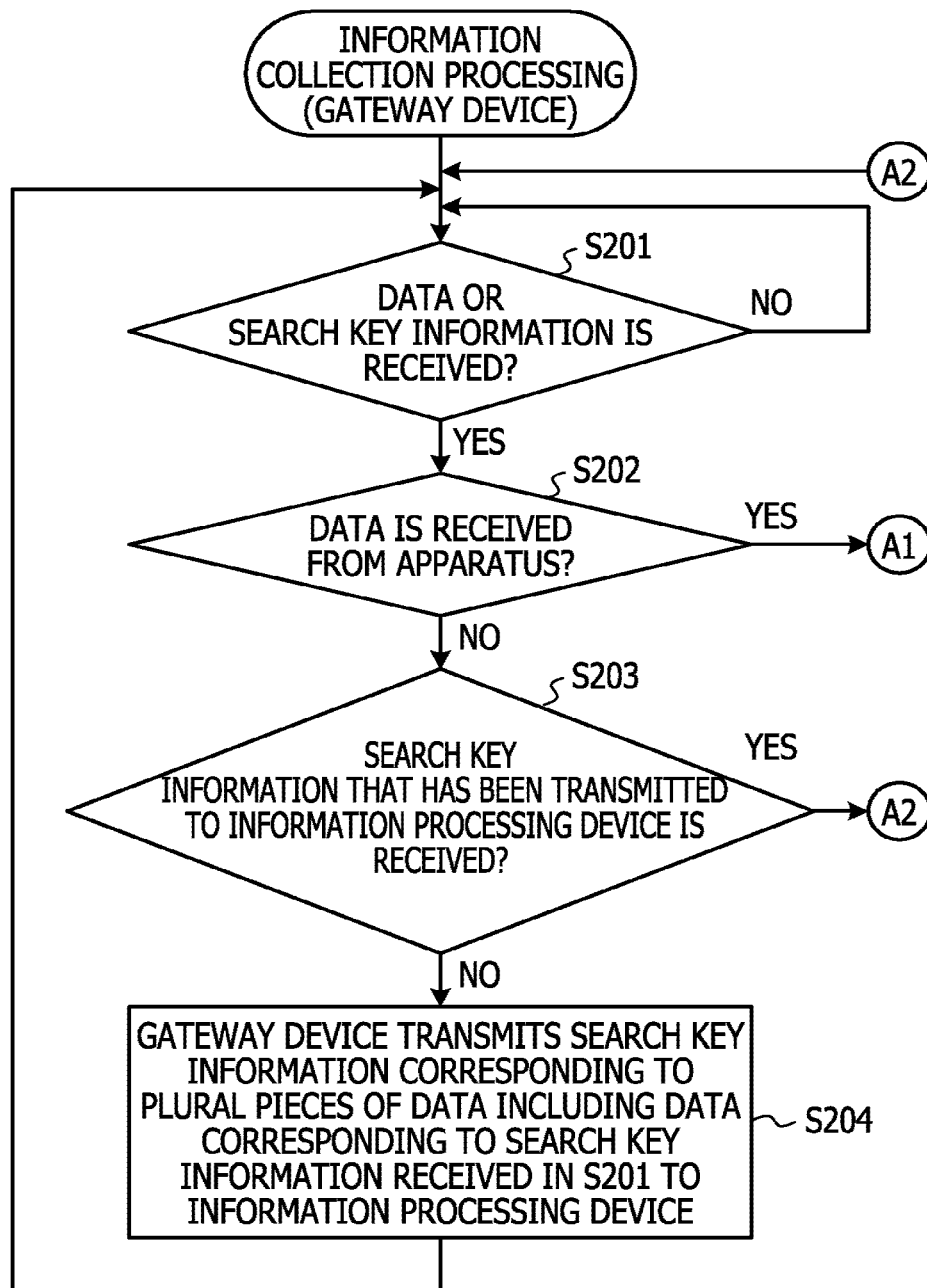 INFORMATION
COLLECTION PROCESSING
(GATEWAY DEVICE)
A2
S201
DATA OR
SEARCH KEY INFORMATION IS
RECEIVED?
NO
YES
S202
DATA IS RECEIVED
FROM APPARATUS?
YES
A1
NO
S203
SEARCH KEY
INFORMATION THAT HAS BEEN TRANSMITTED
TO INFORMATION PROCESSING DEVICE IS
RECEIVED?
YES
A2
NO
GATEWAY DEVICE TRANSMITS SEARCH KEY
INFORMATION CORRESPONDING TO
PLURAL PIECES OF DATA INCLUDING DATA
CORRESPONDING TO SEARCH KEY
INFORMATION RECEIVED IN S201 TO
INFORMATION PROCESSING DEVICE
S204